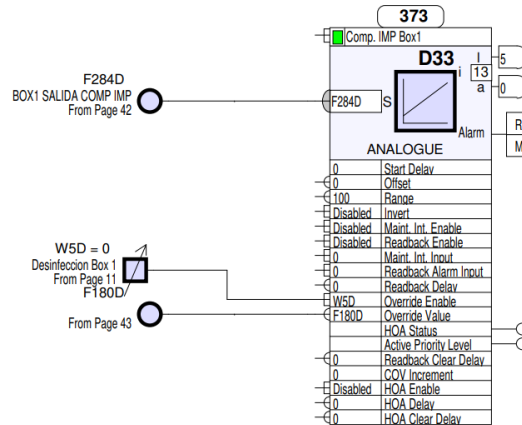 373
Comp. IMP Box1
D33
I
5
i
13
a
0
F284D
BOX1 SALIDA COMP IMP
From Page 42
F284D
S
Alarm
R
M
ANALOGUE
0 Start Delay
0 Offset
100 Range
Disabled Invert
Disabled Maint. Int. Enable
Disabled Readback Enable
0 Maint. Int. Input
0 Readback Alarm Input
0 Readback Delay
W5D Override Enable
F180D Override Value
HOA Status
Active Priority Level
0 Readback Clear Delay
0 COV Increment
Disabled HOA Enable
0 HOA Delay
0 HOA Clear Delay
W5D = 0
Desinfeccion Box 1
From Page 11
F180D
From Page 43